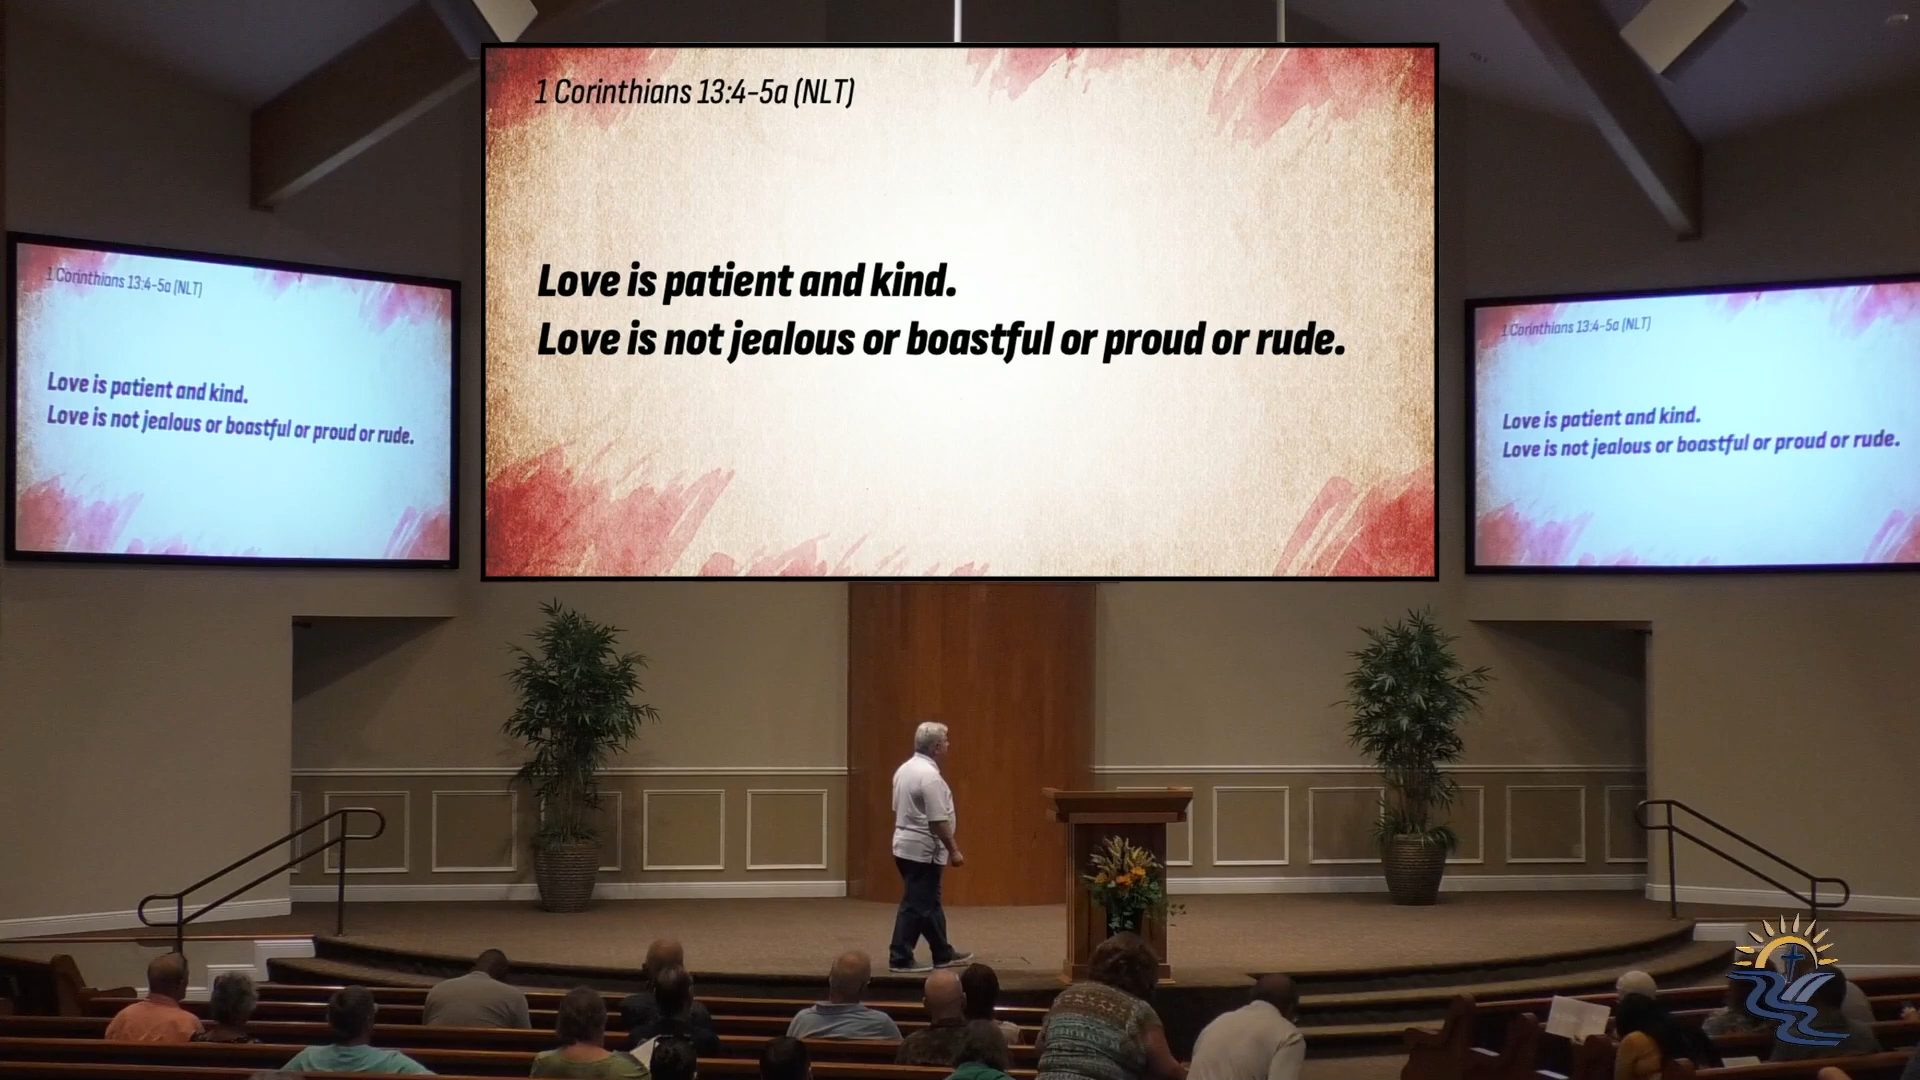 1 Corinthians 13:4-5a (NLT)
Love is patient and kind.
Love is not jealous or boastful or proud or rude.
1 Corinthians 13:4-5a (NLT)
Love is patient and kind.
Love is not jealous or boastful or proud or rude.
1 Corinthians 13:4-5a (NLT)
Love is patient and kind.
Love is not jealous or boastful or proud or rude.